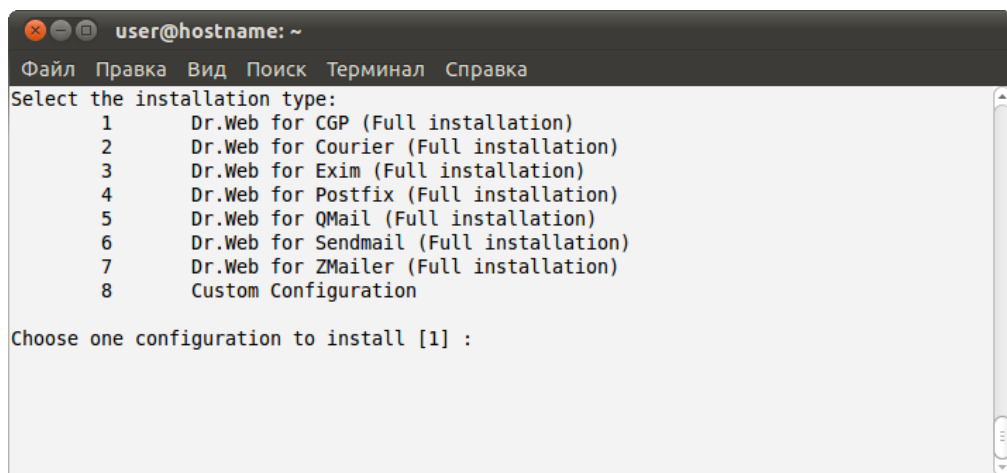 user@hostname: ~
Файл Правка Вид Поиск Терминал Справка
Select the installation type:
1 Dr.Web for CGP (Full installation)
2 Dr.Web for Courier (Full installation)
3 Dr.Web for Exim (Full installation)
4 Dr.Web for Postfix (Full installation)
5 Dr.Web for QMail (Full installation)
6 Dr.Web for Sendmail (Full installation)
7 Dr.Web for ZMailer (Full installation)
8 Custom Configuration
Choose one configuration to install [1] :